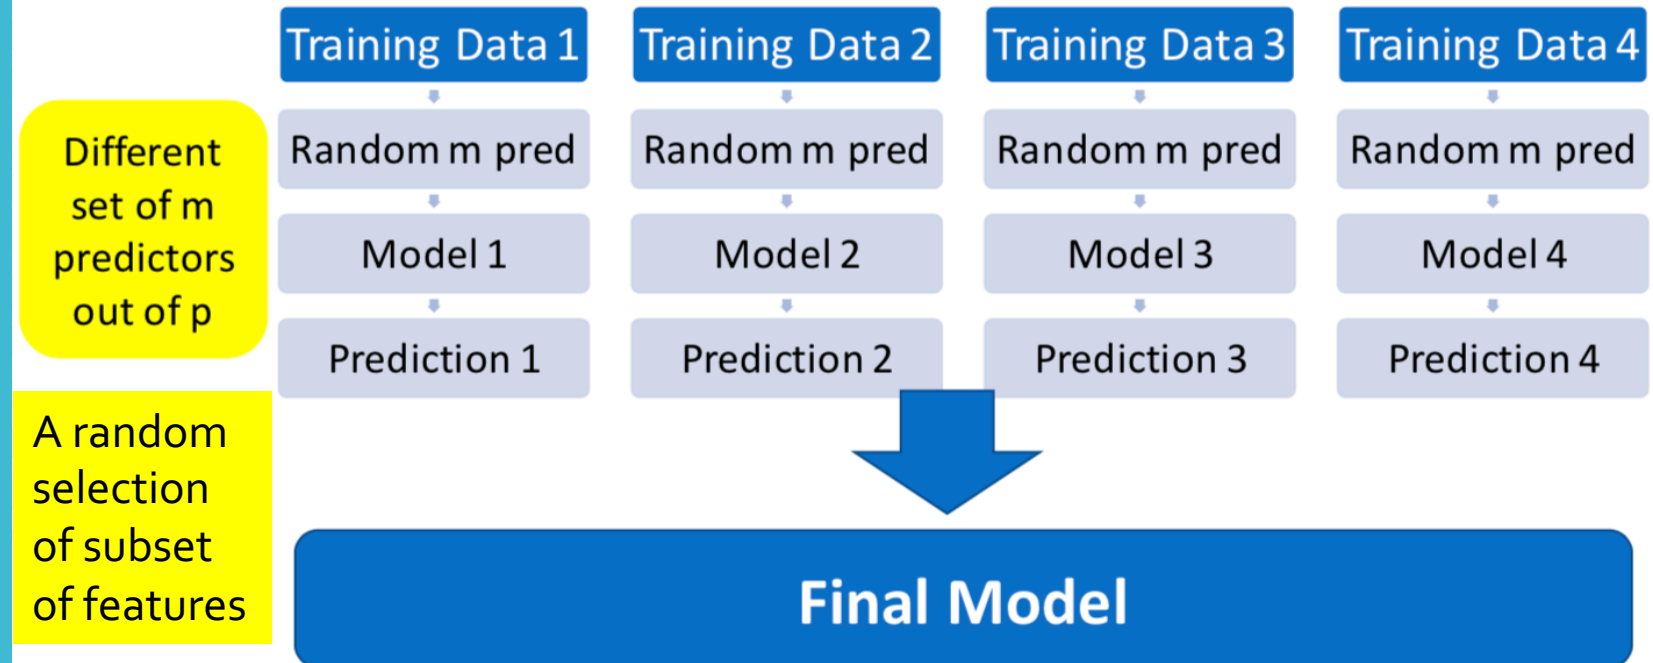 Training Data 1
Training Data 2
Training Data 3
Training Data 4
Different
set of m
predictors
out of p
Random m pred
Random m pred
Random m pred
Random m pred
Model 1
Model 2
Model 3
Model 4
Prediction 1
Prediction 2
Prediction 3
Prediction 4
A random
selection
of subset
of features
Final Model